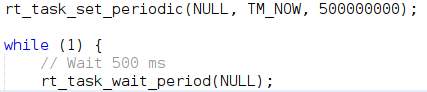 rt_task_set_periodic(NULL, TM_NOW, 500000000);
while (1) {
// Wait 500 ms
rt_task_wait_period(NULL);